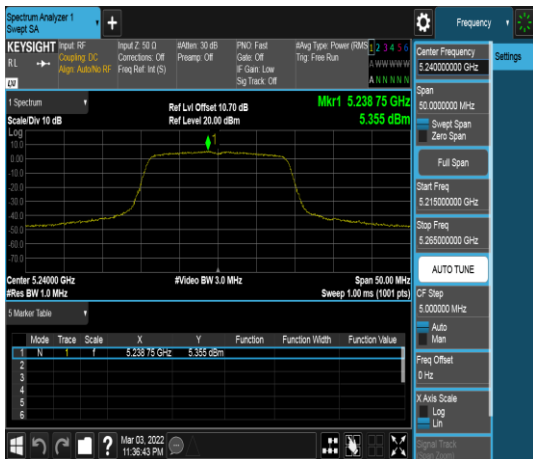 Spectrum Analyzer 1
Swept SA
+
Frequency
KEYSIGHT
Input: RF
Coupling: DC
Align: Auto/No RF
Input Z: 50 Ω
Corrections: Off
Freq Ref: Int (S)
#Atten: 30 dB
Preamp: Off
PNO: Fast
Gate: Off
IF Gain: Low
Sig Track: Off
#Avg Type: Power (RMS
Trig: Free Run
1 2 3 4 5 6
A W W W W W
A N N N N N
RL
LXI
Center Frequency
5.240000000 GHz
Settings
Span
50.0000000 MHz
Swept Span
Zero Span
Full Span
Start Freq
5.215000000 GHz
Stop Freq
5.265000000 GHz
AUTO TUNE
CF Step
5.000000 MHz
Auto
Man
Freq Offset
0 Hz
X Axis Scale
Log
Lin
Signal Track
(Span Zoom)
1 Spectrum
Scale/Div 10 dB
Ref Lvl Offset 10.70 dB
Ref Level 20.00 dBm
Mkr1 5.238 75 GHz
5.355 dBm
Log
10.0
0.00
-10.0
-20.0
-30.0
-40.0
-50.0
-60.0
-70.0
1
Center 5.24000 GHz
#Res BW 1.0 MHz
#Video BW 3.0 MHz
Span 50.00 MHz
Sweep 1.00 ms (1001 pts)
5 Marker Table
Mode Trace Scale X Y Function Function Width Function Value
1 N 1 f 5.238 75 GHz 5.355 dBm
2
3
4
5
6
?
Mar 03, 2022
11:36:43 PM